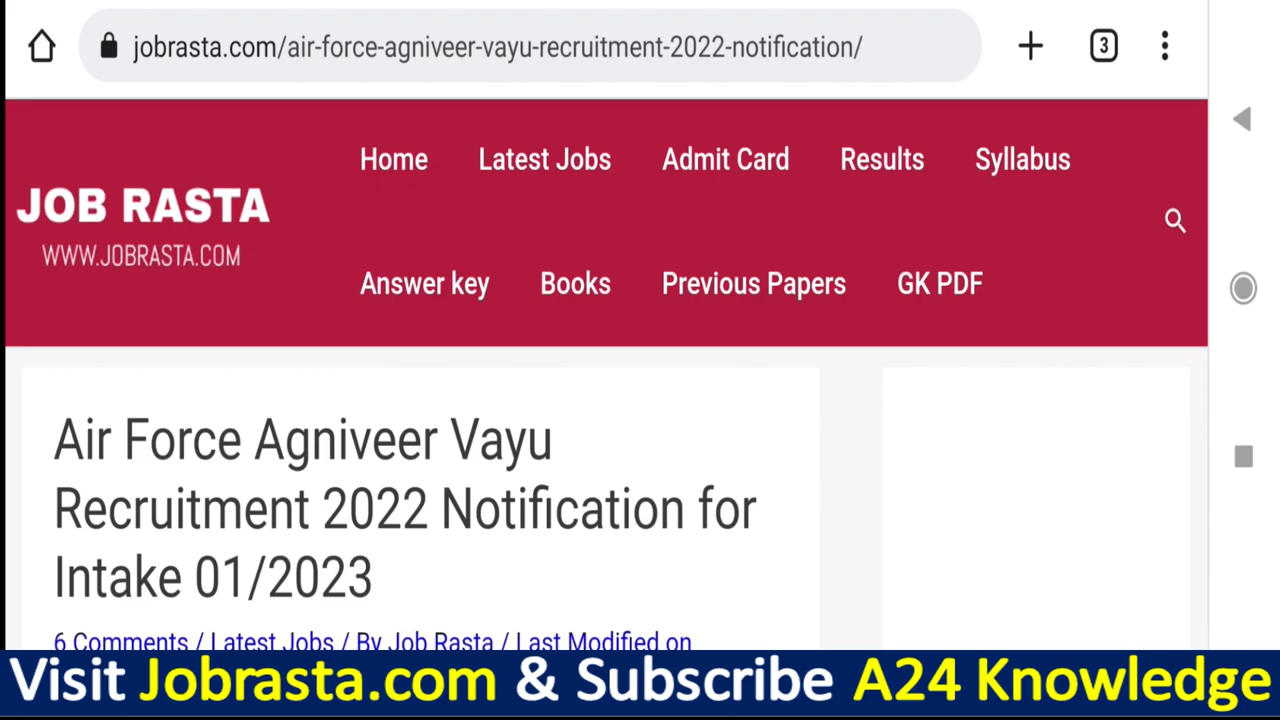 jobrasta.com/air-force-agniveer-vayu-recruitment-2022-notification/
3
Home Latest Jobs Admit Card Results Syllabus
JOB RASTA
WWW.JOBRASTA.COM
Answer key Books Previous Papers GK PDF
Air Force Agniveer Vayu
Recruitment 2022 Notification for
Intake 01/2023
6 Comments / Latest Jobs / By Job Rasta / Last Modified on
Visit Jobrasta.com & Subscribe A24 Knowledge